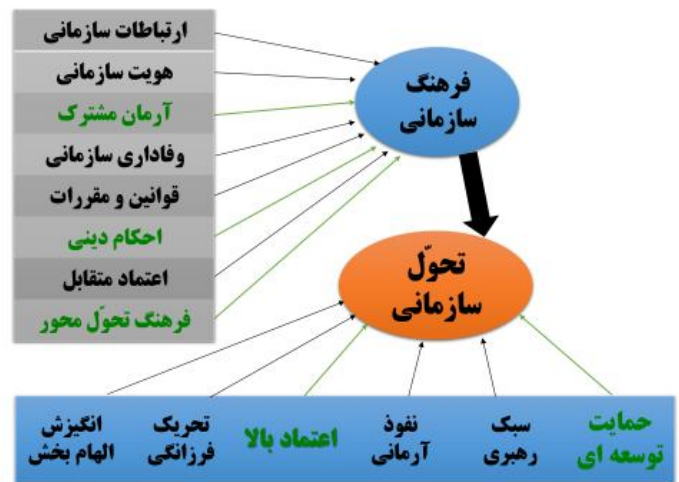 ارتباطات سازمانی
هویت سازمانی
آرمان مشترک
وفاداری سازمانی
قوانین و مقررات
احکام دینی
اعتماد متقابل
فرهنگ تحوّل محور
فرهنگ
سازمانی
تحوّل
سازمانی
حمایت
توسعه ای
سبک
رهبری
نفوذ
آرمانی
اعتماد بالا
تحریک
فرزانگی
انگیزش
الهام بخش